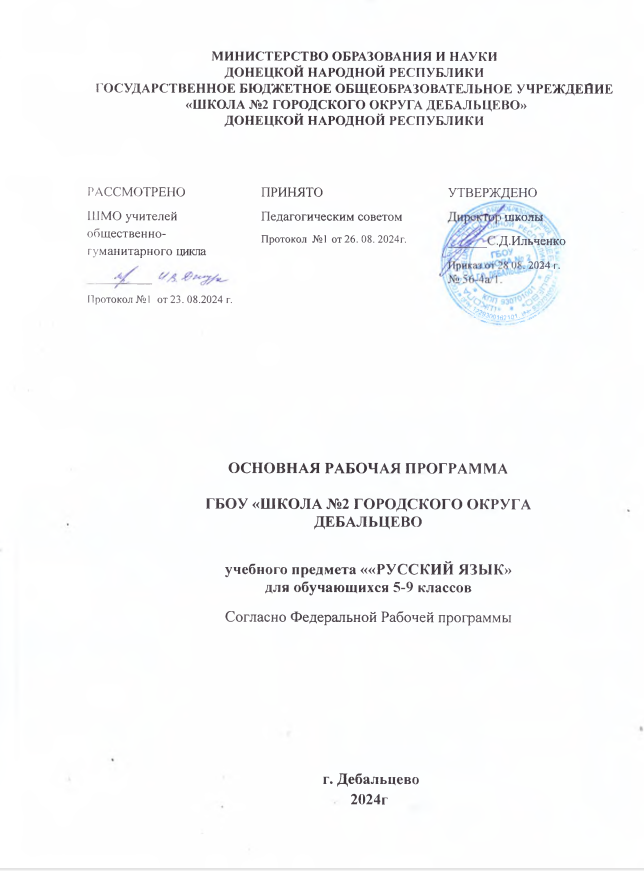 МИНИСТЕРСТВО ОБРАЗОВАНИЯ И НАУКИ
ДОНЕЦКОЙ НАРОДНОЙ РЕСПУБЛИКИ
ГОСУДАРСТВЕННОЕ БЮДЖЕТНОЕ ОБЩЕОБРАЗОВАТЕЛЬНОЕ УЧРЕЖДЕНИЕ
«ШКОЛА №2 ГОРОДСКОГО ОКРУГА ДЕБАЛЬЦЕВО»
ДОНЕЦКОЙ НАРОДНОЙ РЕСПУБЛИКИ
РАССМОТРЕНО
ШМО учителей
общественно-
гуманитарного цикла
Протокол №1 от 23. 08.2024 г.
ПРИНЯТО
Педагогическим советом
Протокол №1 от 26. 08. 2024г.
УТВЕРЖДЕНО
Директор школы
С.Д.Ильченко
Приказ от 28 08. 2024 г.
№ 56-4а/1.
ГБОУ
ОСНОВНАЯ РАБОЧАЯ ПРОГРАММА
ГБОУ «ШКОЛА №2 ГОРОДСКОГО ОКРУГА
ДЕБАЛЬЦЕВО
учебного предмета ««РУССКИЙ ЯЗЫК»
для обучающихся 5-9 классов
Согласно Федеральной Рабочей программы
г. Дебальцево
2024г